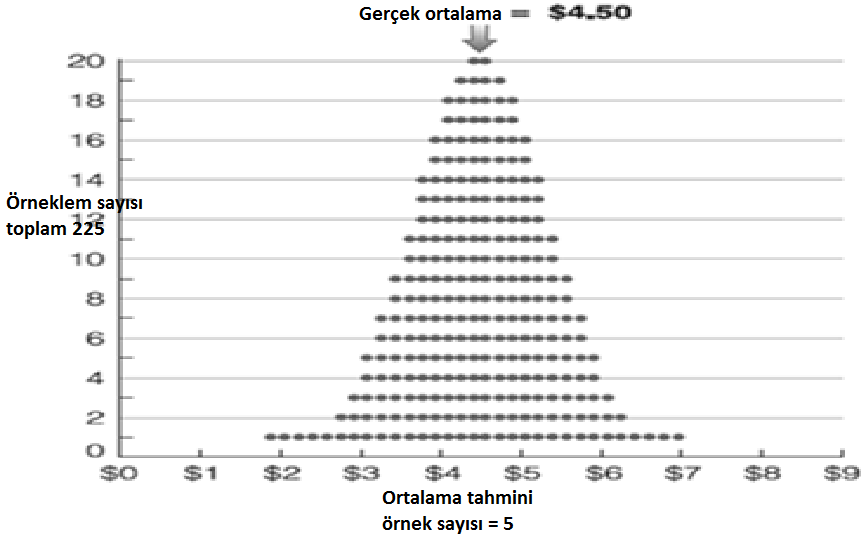 Gerçek ortalama = $4.50
20
18
16
14
12
10
8
6
4
2
0
Örneklem sayısı
toplam 225
$0 $1 $2 $3 $4 $5 $6 $7 $8 $9
Ortalama tahmini
örnek sayısı = 5